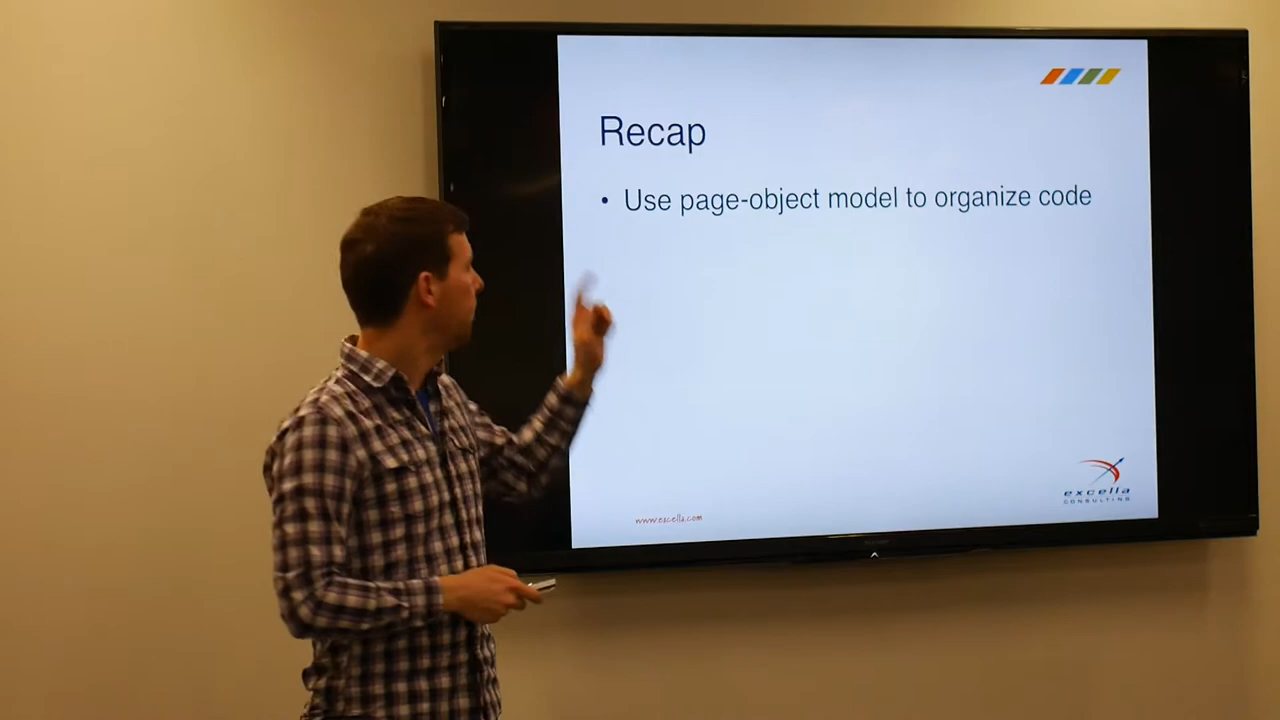 Recap
• Use page-object model to organize code
excella
CONSULTING
www.excella.com